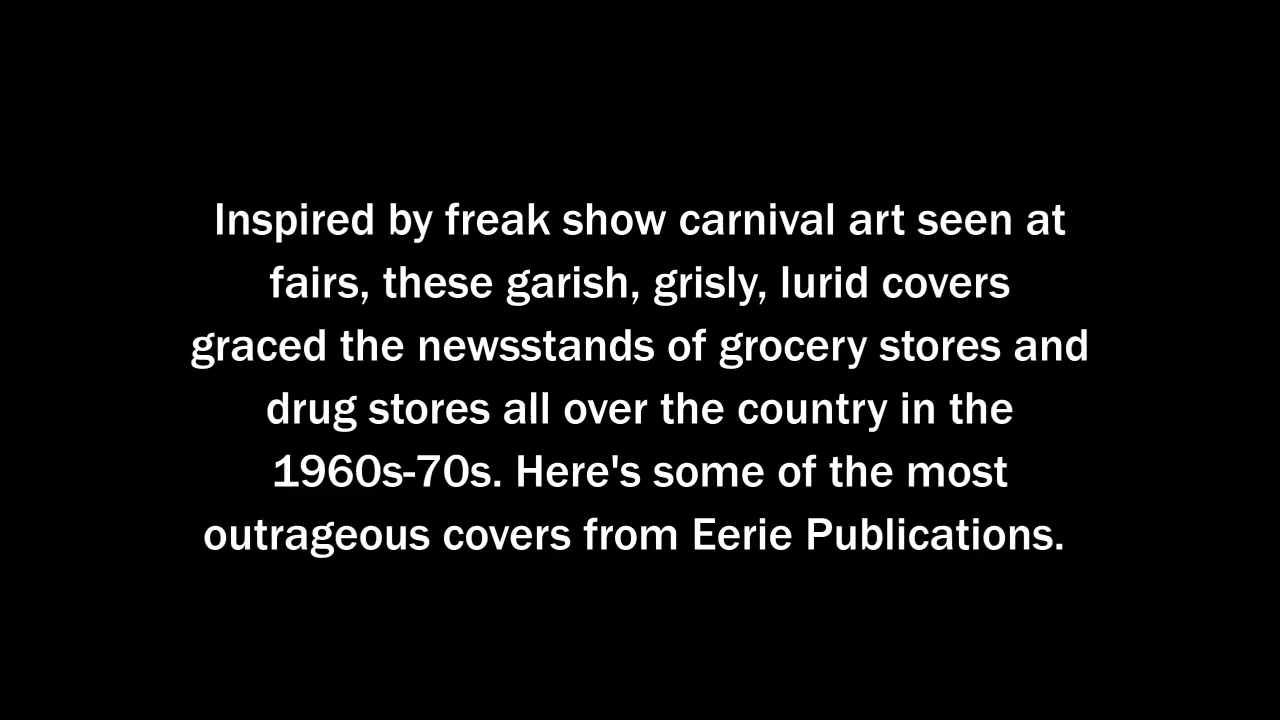 Inspired by freak show carnival art seen at
fairs, these garish, grisly, lurid covers
graced the newsstands of grocery stores and
drug stores all over the country in the
1960s-70s. Here's some of the most
outrageous covers from Eerie Publications.